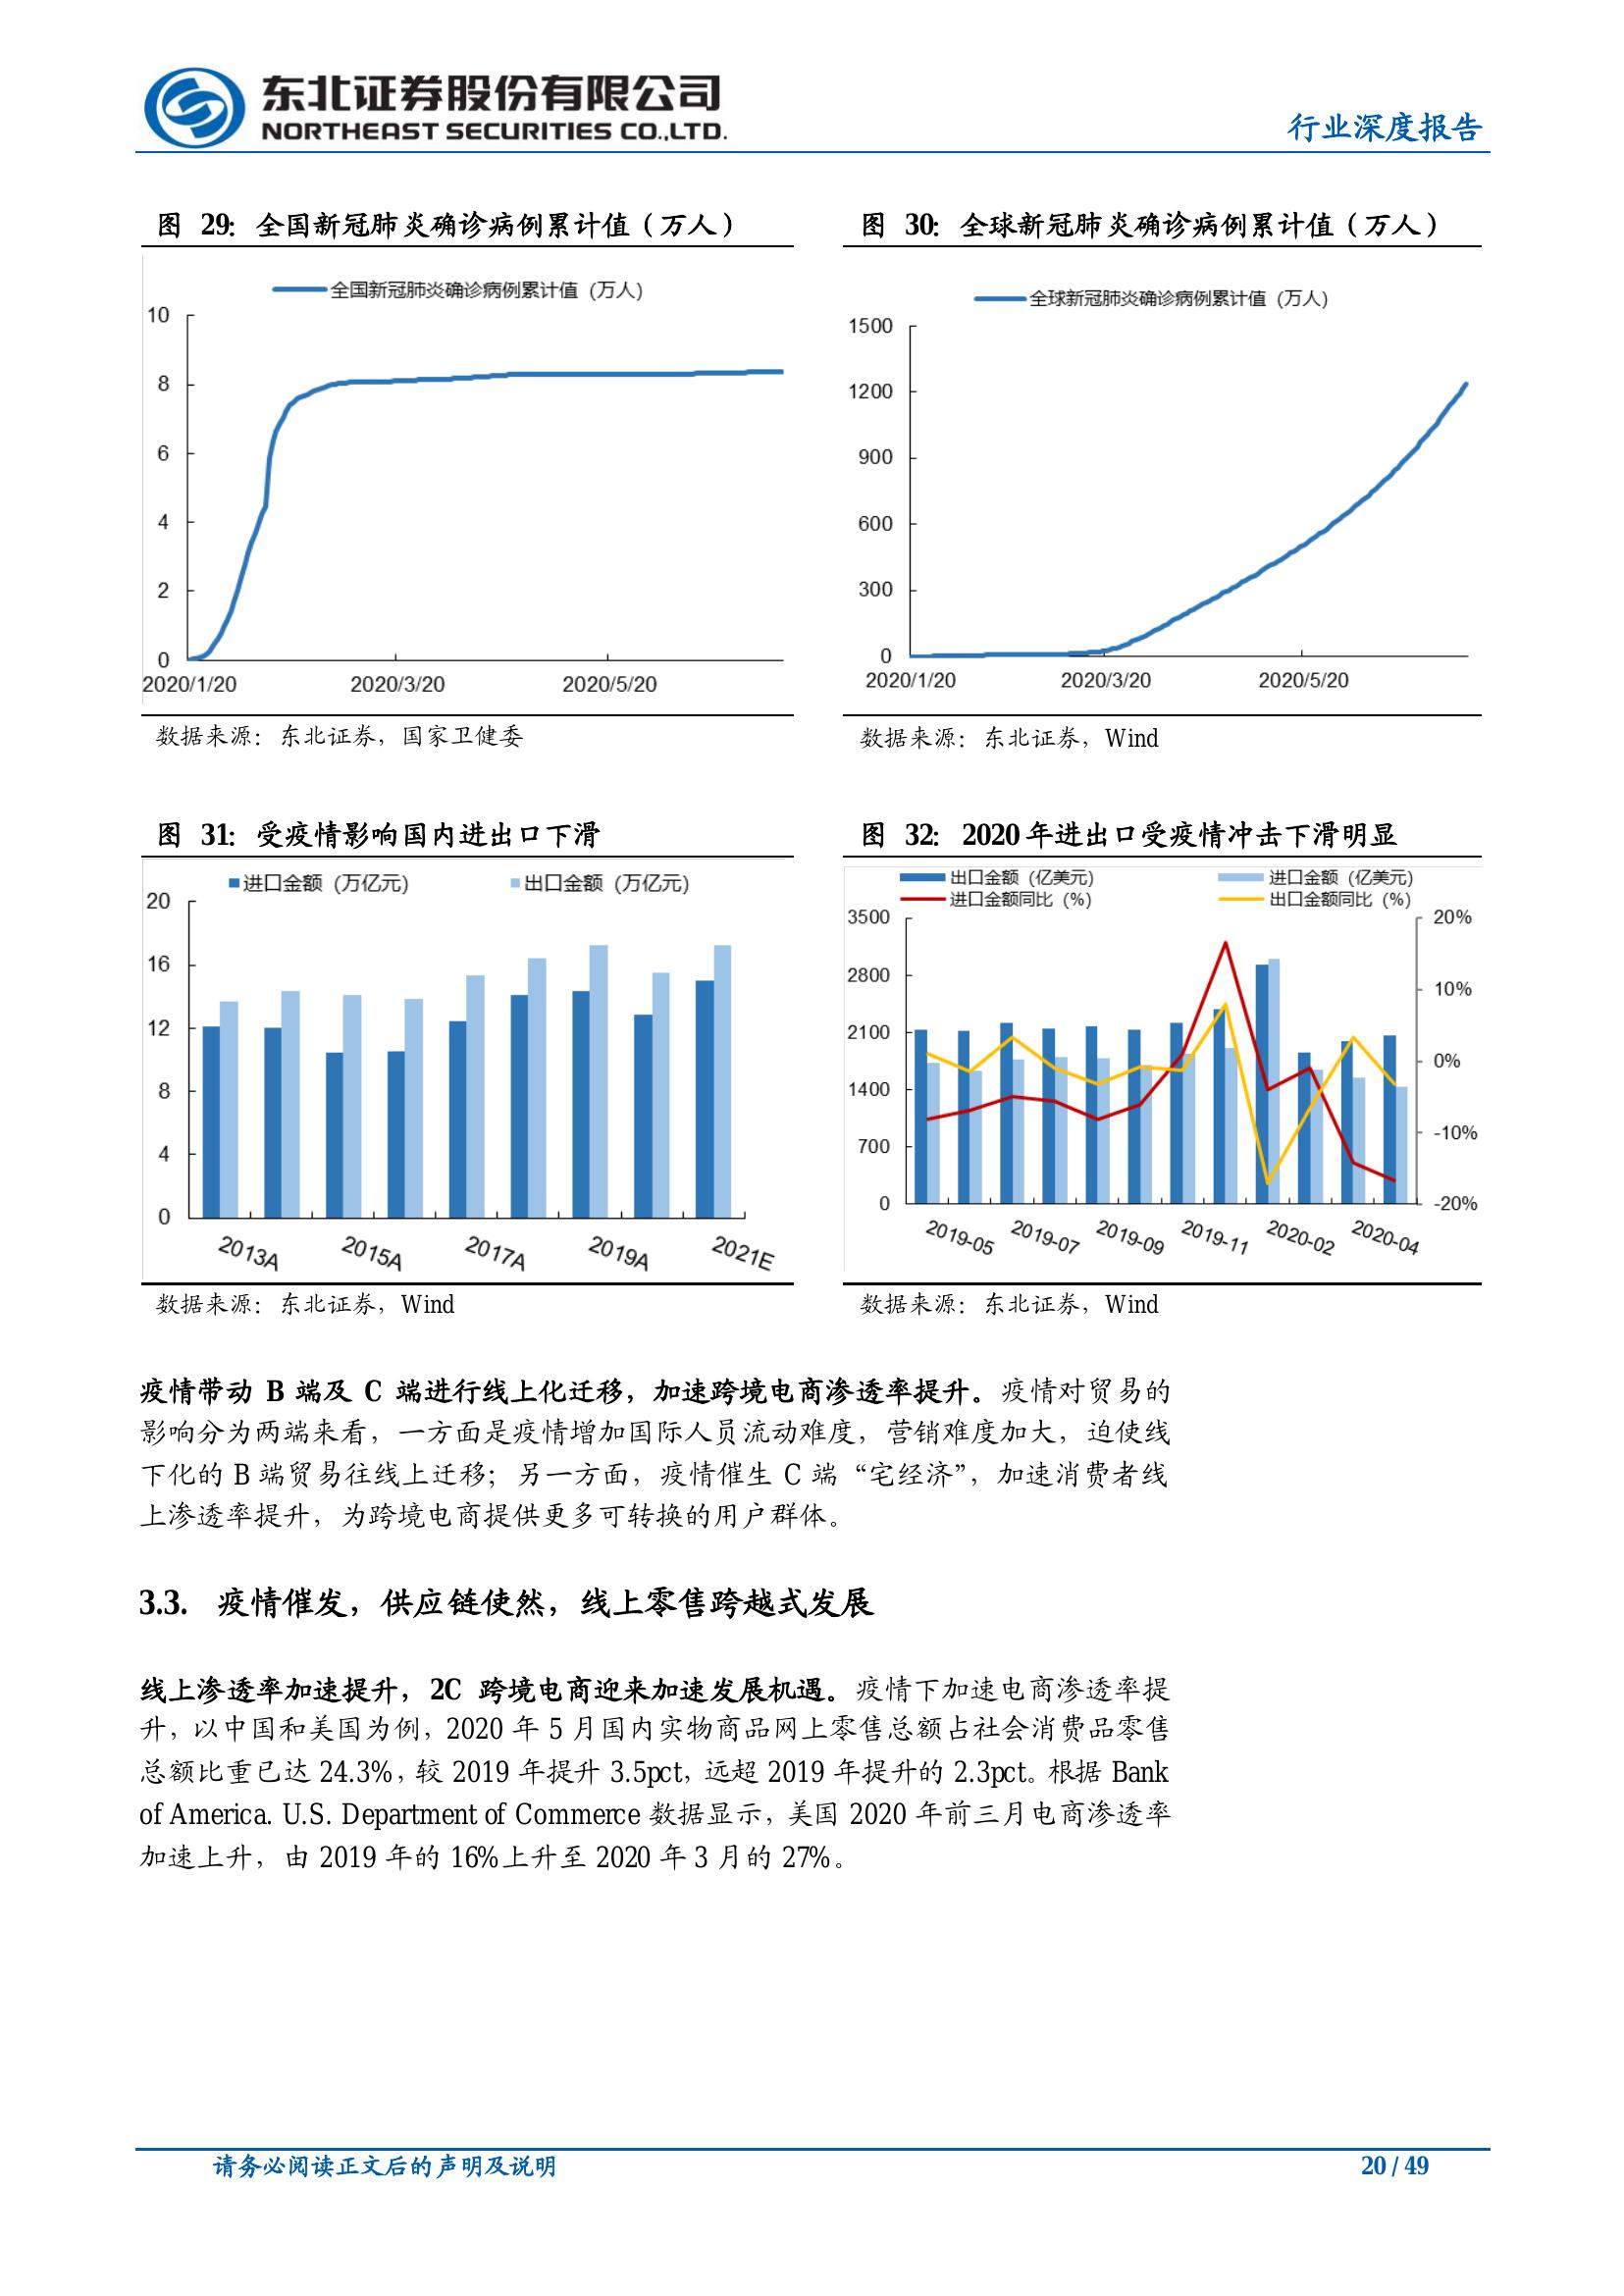 东北证券股份有限公司
NORTHEAST SECURITIES CO.,LTD.
行业深度报告
图 29：全国新冠肺炎确诊病例累计值（万人）
全国新冠肺炎确诊病例累计值（万人）
10
8
6
4
2
0
2020/1/20 2020/3/20 2020/5/20
数据来源：东北证券，国家卫健委
图 30：全球新冠肺炎确诊病例累计值（万人）
全球新冠肺炎确诊病例累计值（万人）
1500
1200
900
600
300
0
2020/1/20 2020/3/20 2020/5/20
数据来源：东北证券，Wind
图 31：受疫情影响国内进出口下滑
进口金额（万亿元） 出口金额（万亿元）
20
16
12
8
4
0
2013A 2015A 2017A 2019A 2021E
数据来源：东北证券，Wind
图 32：2020 年进出口受疫情冲击下滑明显
出口金额（亿美元） 进口金额（亿美元）
进口金额同比（%） 出口金额同比（%）
3500 20%
2800 10%
2100 0%
1400 -10%
700 -20%
0
2019-05 2019-07 2019-09 2019-11 2020-02 2020-04
数据来源：东北证券，Wind
疫情带动 B 端及 C 端进行线上化迁移，加速跨境电商渗透率提升。疫情对贸易的
影响分为两端来看，一方面是疫情增加国际人员流动难度，营销难度加大，迫使线
下化的 B 端贸易往线上迁移；另一方面，疫情催生 C 端“宅经济”，加速消费者线
上渗透率提升，为跨境电商提供更多可转换的用户群体。
3.3. 疫情催发，供应链使然，线上零售跨越式发展
线上渗透率加速提升，2C 跨境电商迎来加速发展机遇。疫情下加速电商渗透率提
升，以中国和美国为例，2020 年 5 月国内实物商品网上零售总额占社会消费品零售
总额比重已达 24.3%，较 2019 年提升 3.5pct，远超 2019 年提升的 2.3pct。根据 Bank
of America. U.S. Department of Commerce 数据显示，美国 2020 年前三月电商渗透率
加速上升，由 2019 年的 16%上升至 2020 年 3 月的 27%。
请务必阅读正文后的声明及说明
20 / 49